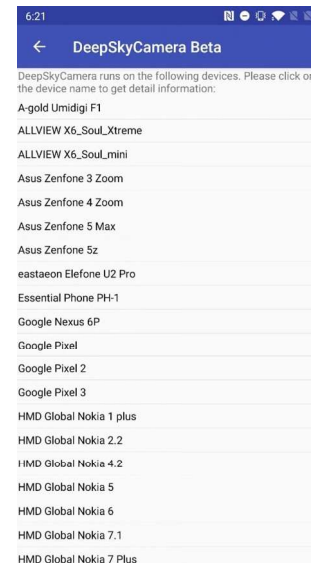 6:21
DeepSkyCamera Beta
DeepSkyCamera runs on the following devices. Please click on
the device name to get detail information:
A-gold Umidigi F1
ALLVIEW X6_Soul_Xtreme
ALLVIEW X6_Soul_mini
Asus Zenfone 3 Zoom
Asus Zenfone 4 Zoom
Asus Zenfone 5 Max
Asus Zenfone 5z
eastaeon Elefone U2 Pro
Essential Phone PH-1
Google Nexus 6P
Google Pixel
Google Pixel 2
Google Pixel 3
HMD Global Nokia 1 plus
HMD Global Nokia 2.2
HMD Global Nokia 4.2
HMD Global Nokia 5
HMD Global Nokia 6
HMD Global Nokia 7.1
HMD Global Nokia 7 Plus